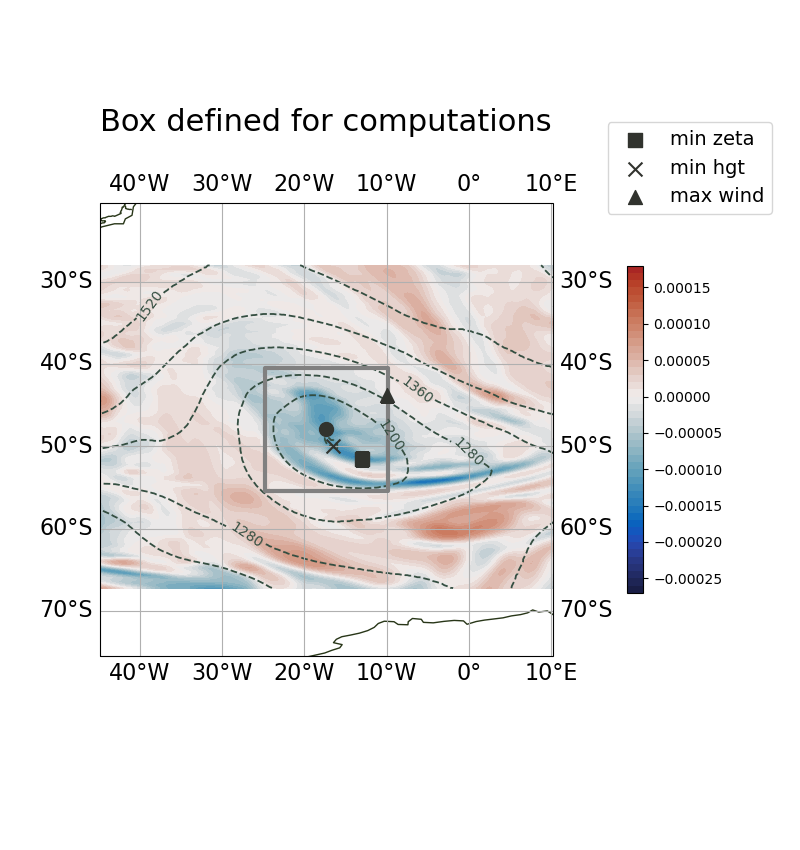 Box defined for computations
min zeta
min hgt
max wind
40°W 30°W 20°W 10°W 0° 10°E
30°S 30°S
40°S 40°S
50°S 50°S
60°S 60°S
70°S 70°S
1520
1360
1200
1280
1280
40°W 30°W 20°W 10°W 0° 10°E
0.00015
0.00010
0.00005
0.00000
−0.00005
−0.00010
−0.00015
−0.00020
−0.00025